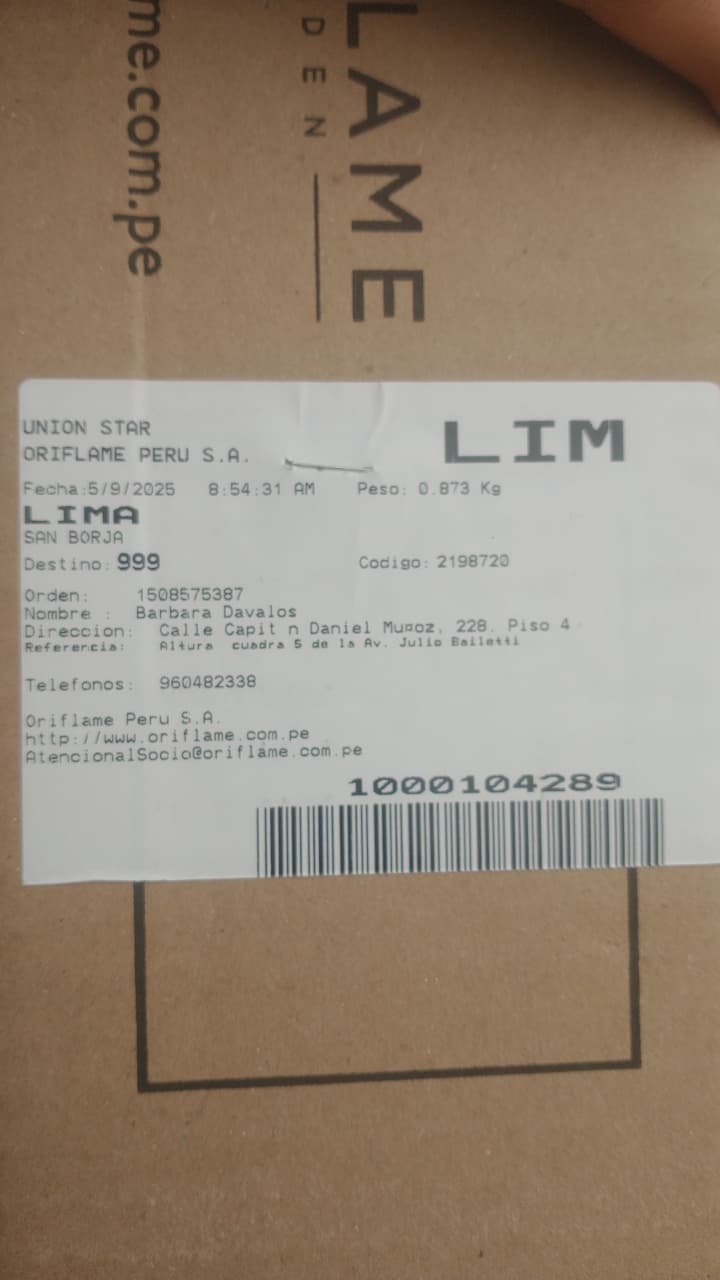 me.com.pe
LAME
DEN
UNION STAR
ORIFLAME PERU S.A.
LIM
Fecha:5/9/2025 8:54:31 AM Peso: 0.873 Kg
LIMA
SAN BORJA
Destino: 999 Codigo: 2198720
Orden: 1508575387
Nombre : Barbara Davalos
Direccion: Calle Capit n Daniel Mu¤oz, 228. Piso 4
Referencia: Altura cuadra 5 de la Av. Julio Bailetti
Telefonos: 960482338
Oriflame Peru S.A.
http://www.oriflame.com.pe
AtencionalSocio@oriflame.com.pe
1000104289